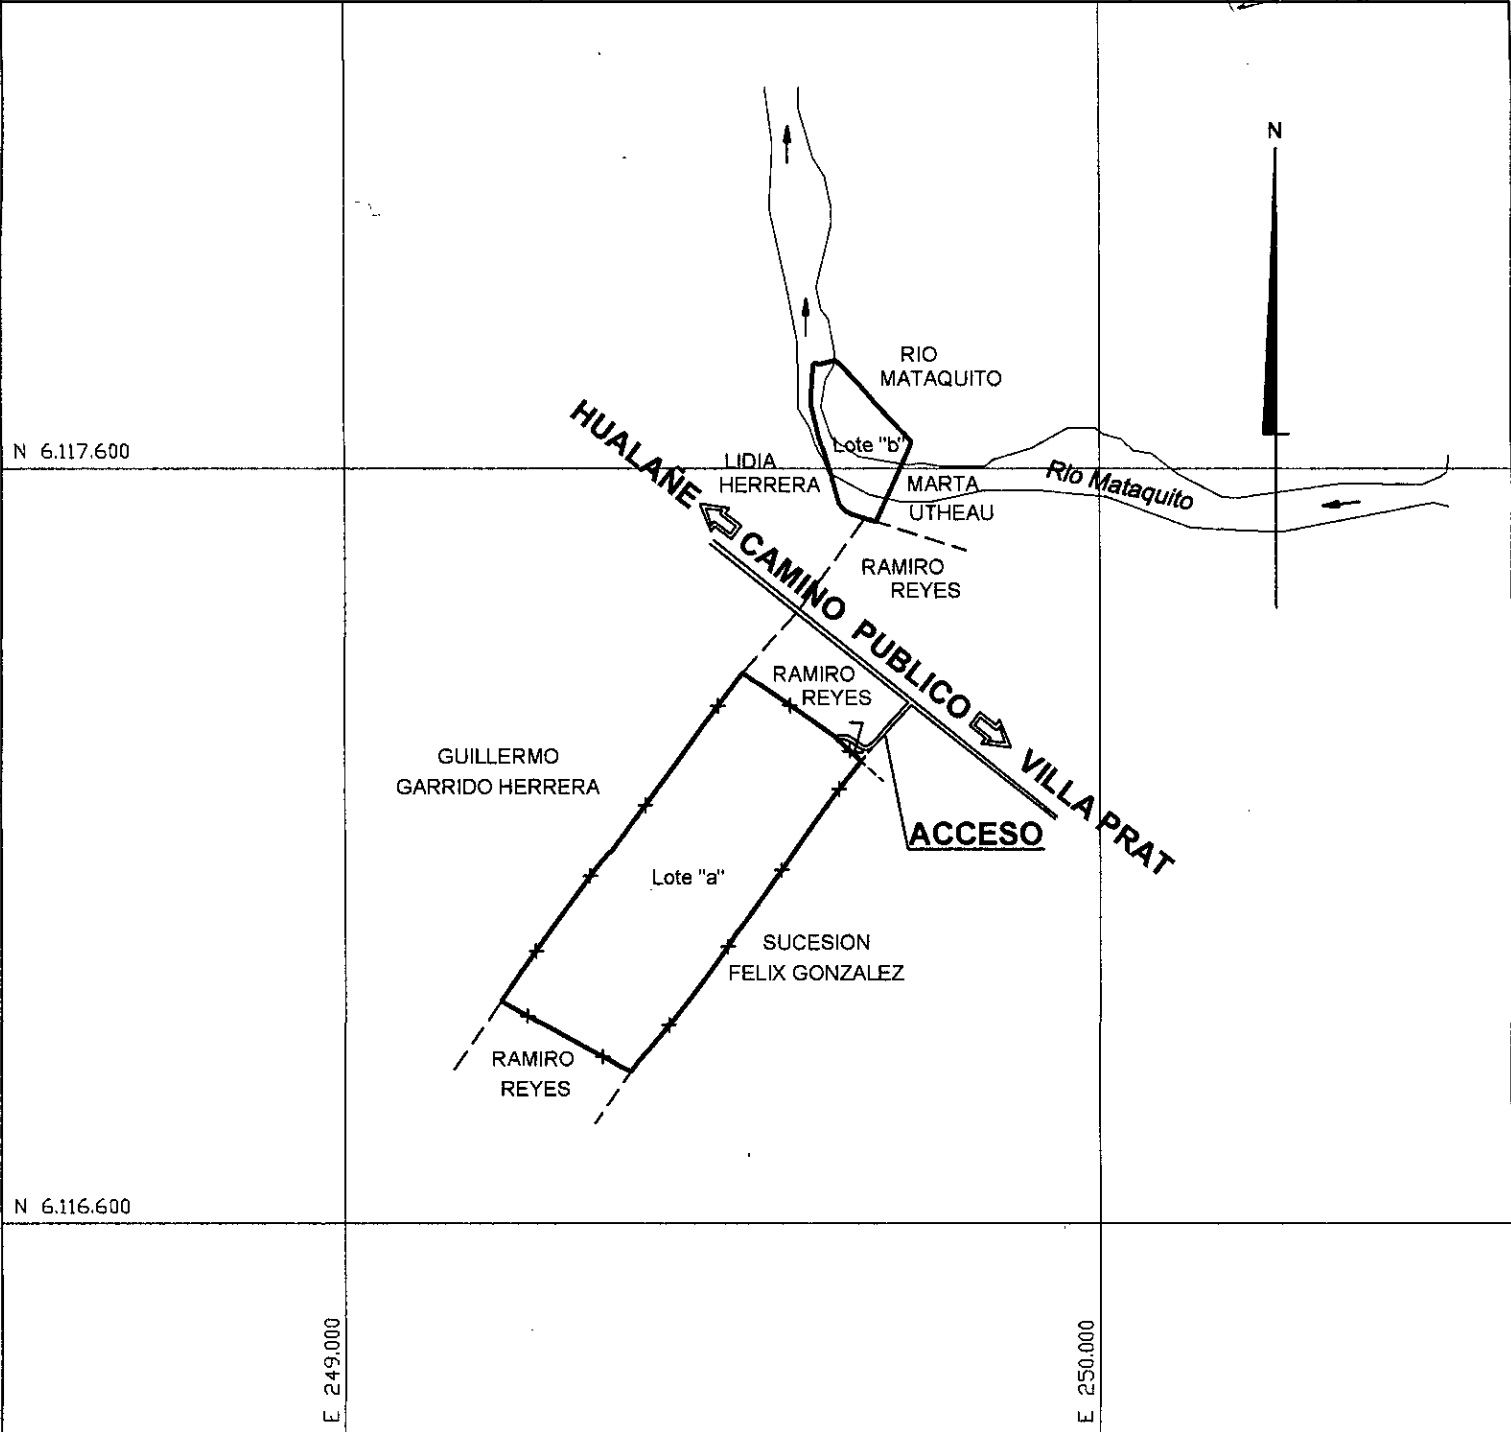 N
RIO
MATAQUITO
HUALAÑE
N 6.117.600
Lote "b"
LIDIA
HERRERA
MARTA
UTHEAU
Rio Mataquito
CAMINO PUBLICO
RAMIRO
REYES
RAMIRO
REYES
VILLA PRAT
GUILLERMO
GARRIDO HERRERA
ACCESO
Lote "a"
SUCESION
FELIX GONZALEZ
RAMIRO
REYES
N 6.116.600
E 249.000
E 250.000